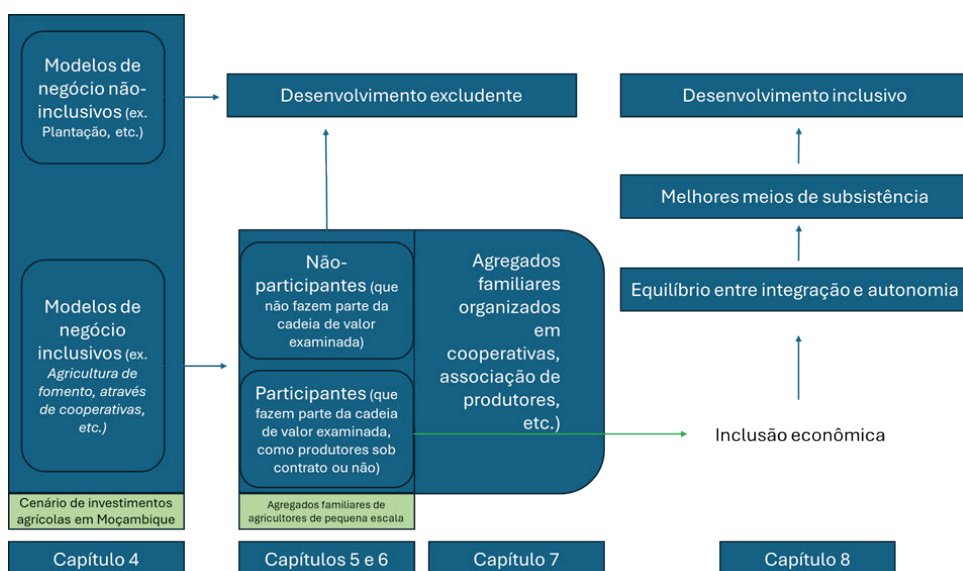 Modelos de
negócio não-
inclusivos (ex.
Plantação, etc.)
Desenvolvimento excludente
Desenvolvimento inclusivo
Melhores meios de subsistência
Equilíbrio entre integração e autonomia
Inclusão econômica
Modelos de
negócio
inclusivos (ex.
Agricultura de
fomento, através
de cooperativas,
etc.)
Não-
participantes (que
não fazem parte da
cadeia de valor
examinada)
Participantes (que
fazem parte da cadeia
de valor examinada,
como produtores sob
contrato ou não)
Agregados
familiares
organizados
em
cooperativas,
associação de
produtores,
etc.)
Cenário de investimentos
agrícolas em Moçambique
Agregados familiares de
agricultores de pequena escala
Capítulo 4
Capítulos 5 e 6
Capítulo 7
Capítulo 8